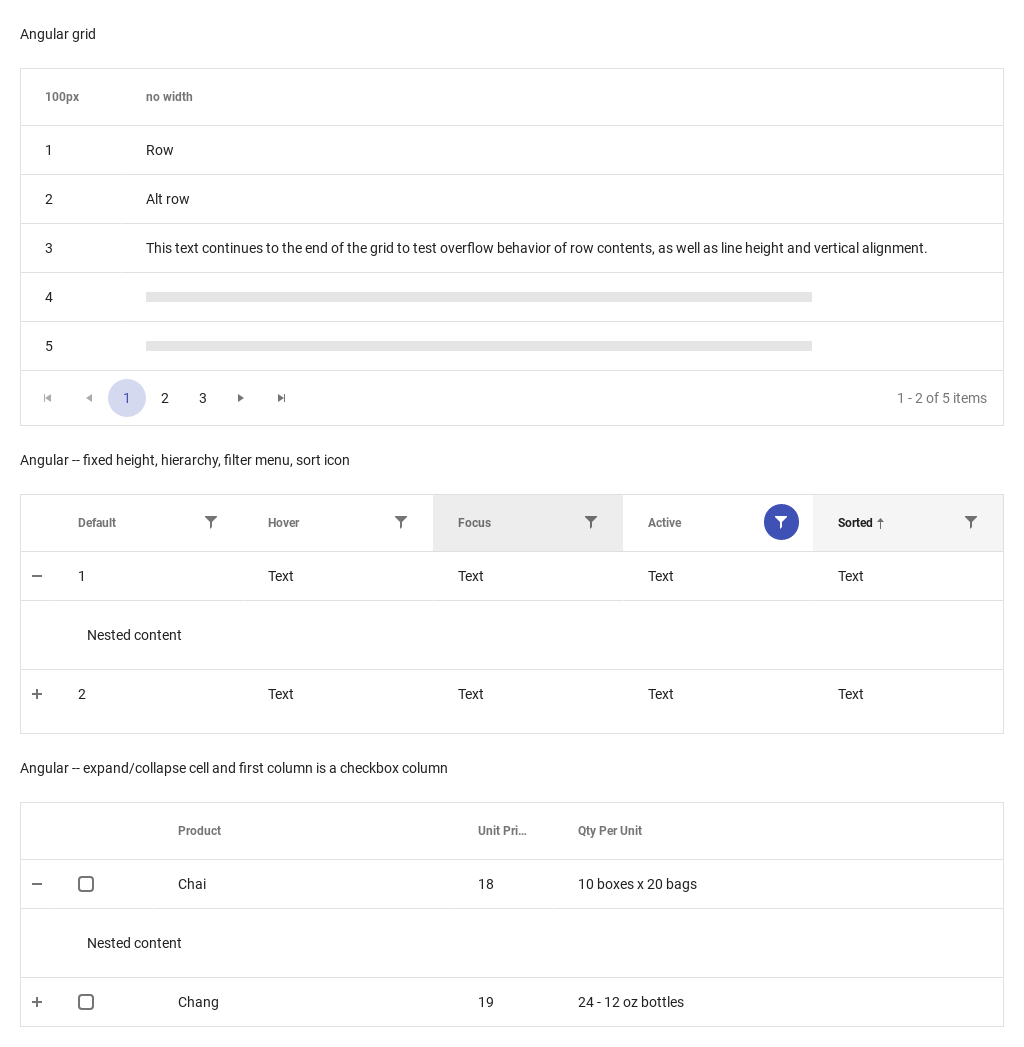 Angular grid
100px no width
1 Row
2 Alt row
3 This text continues to the end of the grid to test overflow behavior of row contents, as well as line height and vertical alignment.
4
5
1 2 3 1 - 2 of 5 items
Angular -- fixed height, hierarchy, filter menu, sort icon
Default Hover Focus Active Sorted
1 Text Text Text Text
Nested content
2 Text Text Text Text
Angular -- expand/collapse cell and first column is a checkbox column
Product Unit Pri... Qty Per Unit
Chai 18 10 boxes x 20 bags
Nested content
Chang 19 24 - 12 oz bottles